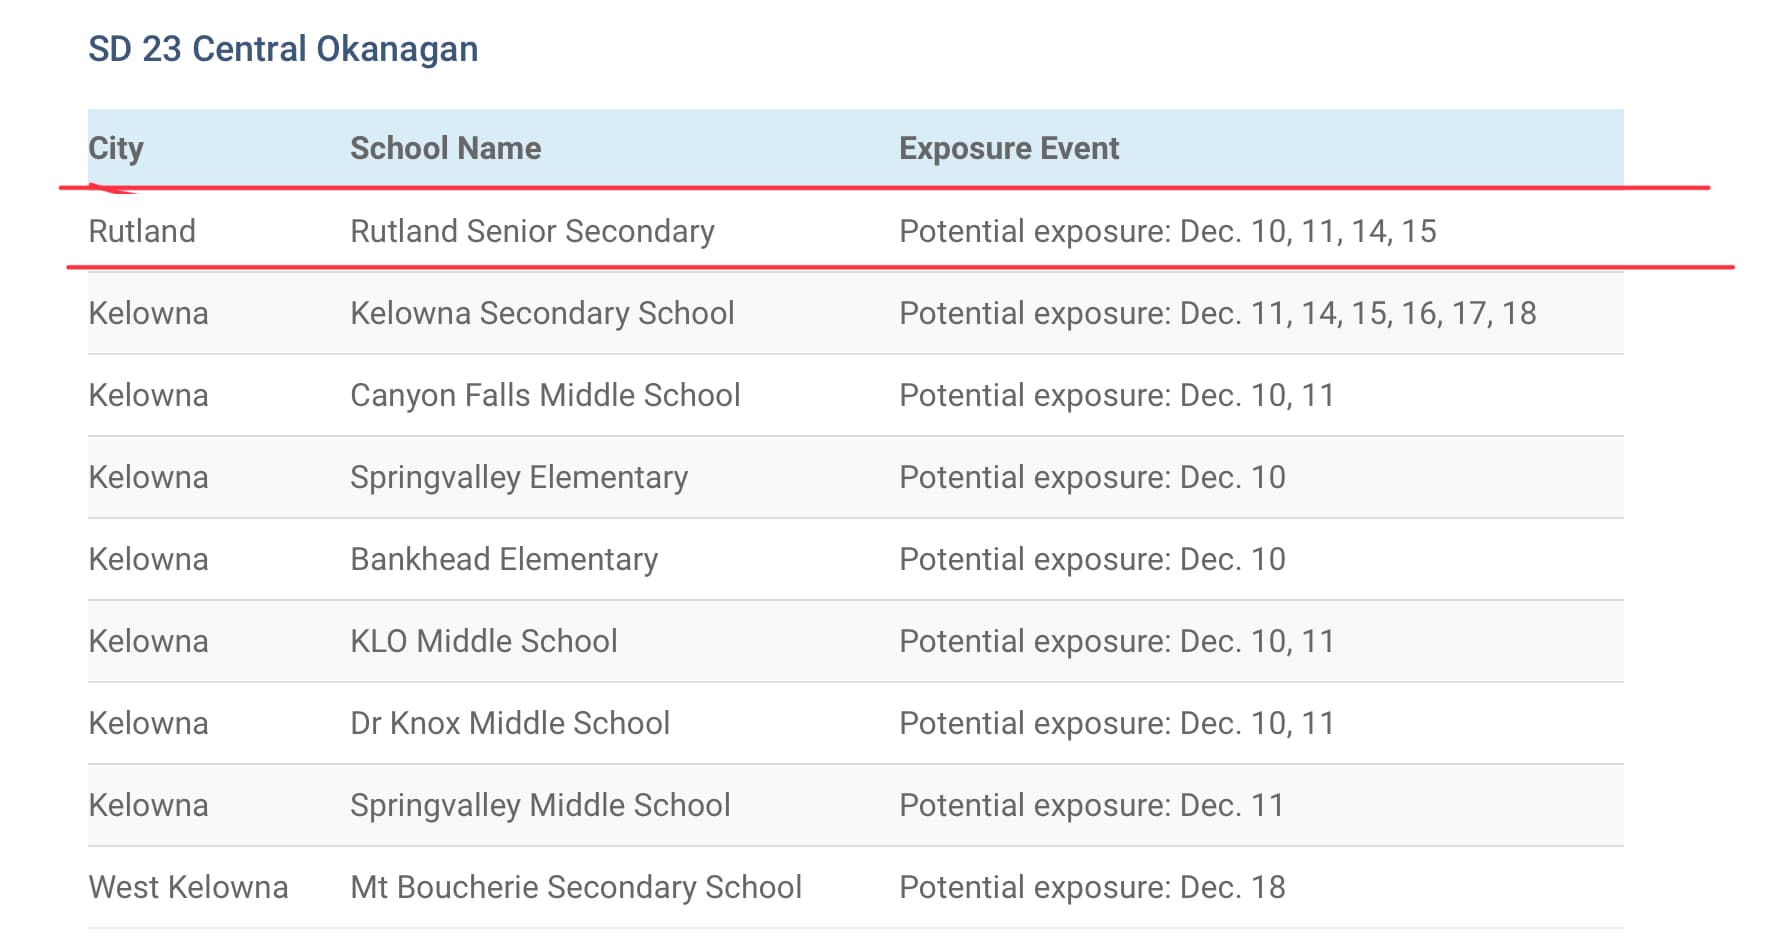 SD 23 Central Okanagan
City School Name Exposure Event
Rutland Rutland Senior Secondary Potential exposure: Dec. 10, 11, 14, 15
Kelowna Kelowna Secondary School Potential exposure: Dec. 11, 14, 15, 16, 17, 18
Kelowna Canyon Falls Middle School Potential exposure: Dec. 10, 11
Kelowna Springvalley Elementary Potential exposure: Dec. 10
Kelowna Bankhead Elementary Potential exposure: Dec. 10
Kelowna KLO Middle School Potential exposure: Dec. 10, 11
Kelowna Dr Knox Middle School Potential exposure: Dec. 10, 11
Kelowna Springvalley Middle School Potential exposure: Dec. 11
West Kelowna Mt Boucherie Secondary School Potential exposure: Dec. 18